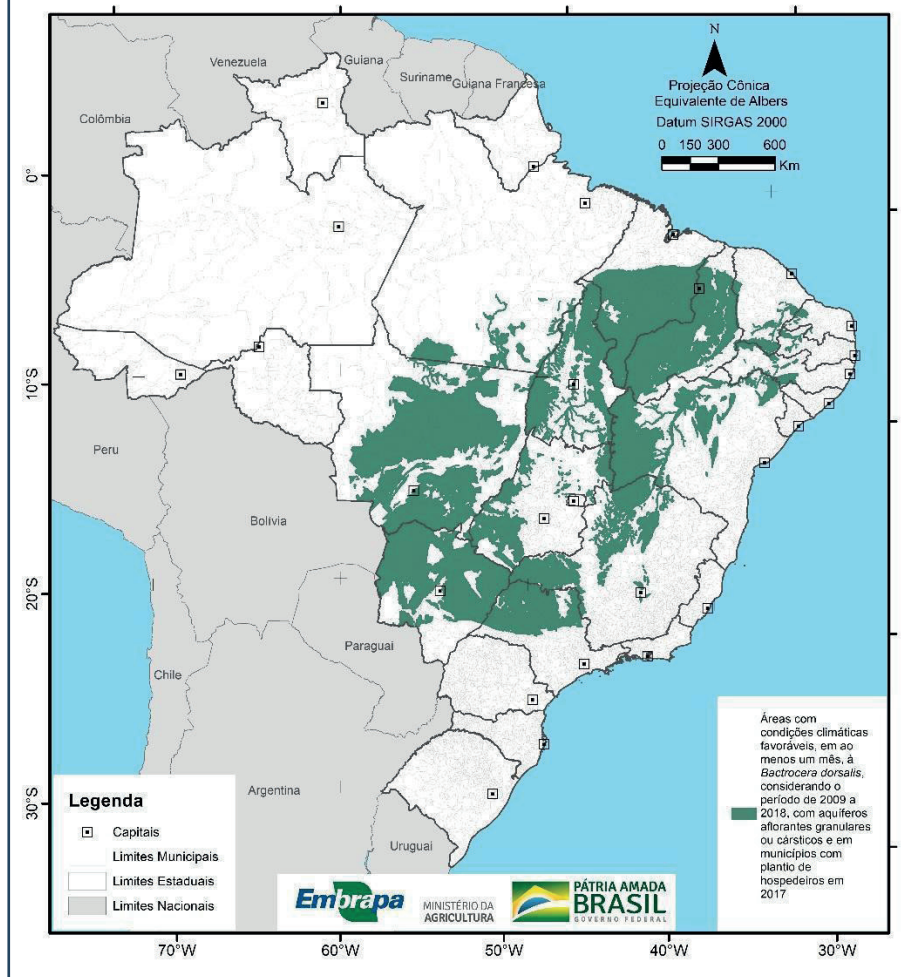 N
Projeção Cônica
Equivalente de Albers
Datum SIRGAS 2000
0 150 300 600
Km
Venezuela
Guiana
Suriname
Guiana Francesa
Colômbia
0°
10°S
Peru
Bolívia
20°S
Paraguai
Chile
Argentina
30°S
Uruguai
Áreas com
condições climáticas
favoráveis, em ao
menos um mês, à
Bactrocera dorsalis,
considerando o
período de 2009 a
2018, com aquíferos
aflorantes granulares
ou cársticos e em
municípios com
plantio de
hospedeiros em
2017
Legenda
Capitais
Limites Municipais
Limites Estaduais
Limites Nacionais
Embrapa
MINISTÉRIO DA
AGRICULTURA
PÁTRIA AMADA
BRASIL
GOVERNO FEDERAL
70°W 60°W 50°W 40°W 30°W